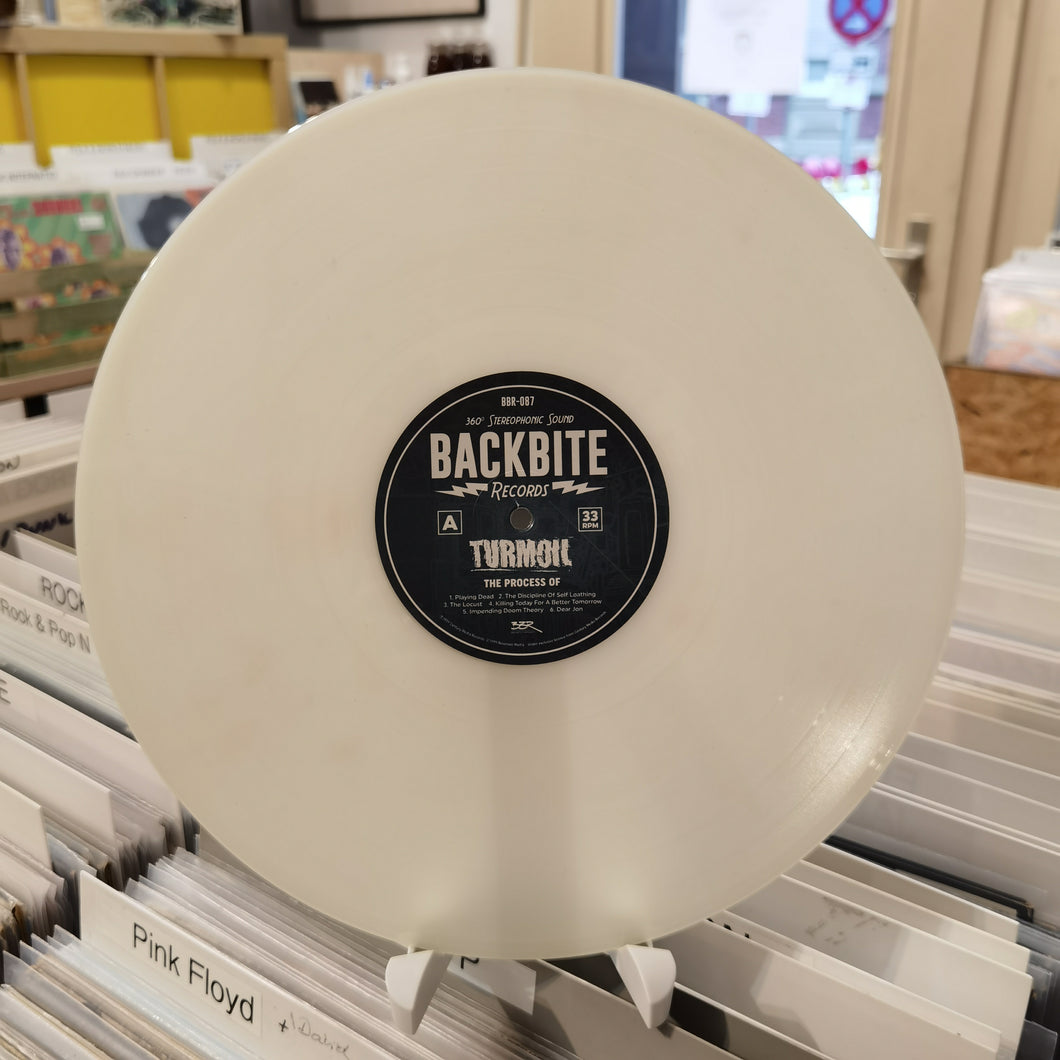 BBR-087
360° Stereophonic Sound
BACKBITE
Records
A
33
RPM
TURMOIL
THE PROCESS OF
1. Playing Dead 2. The Discipline Of Self Loathing
3. The Locust 4. Killing Today For A Better Tomorrow
5. Impending Doom Theory 6. Dear Jon
BBR
ROCK
Rock & Pop N
Pink Floyd
+ David